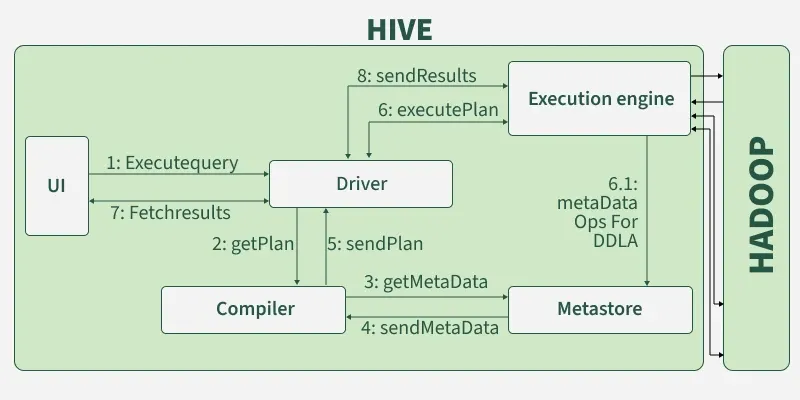 HIVE
8: sendResults
Execution engine
6: executePlan
1: Executequery
UI
Driver
7: Fetchresults
6.1:
metaData
Ops For
DDLA
2: getPlan
5: sendPlan
3: getMetaData
Compiler
Metastore
4: sendMetaData
HADOOP